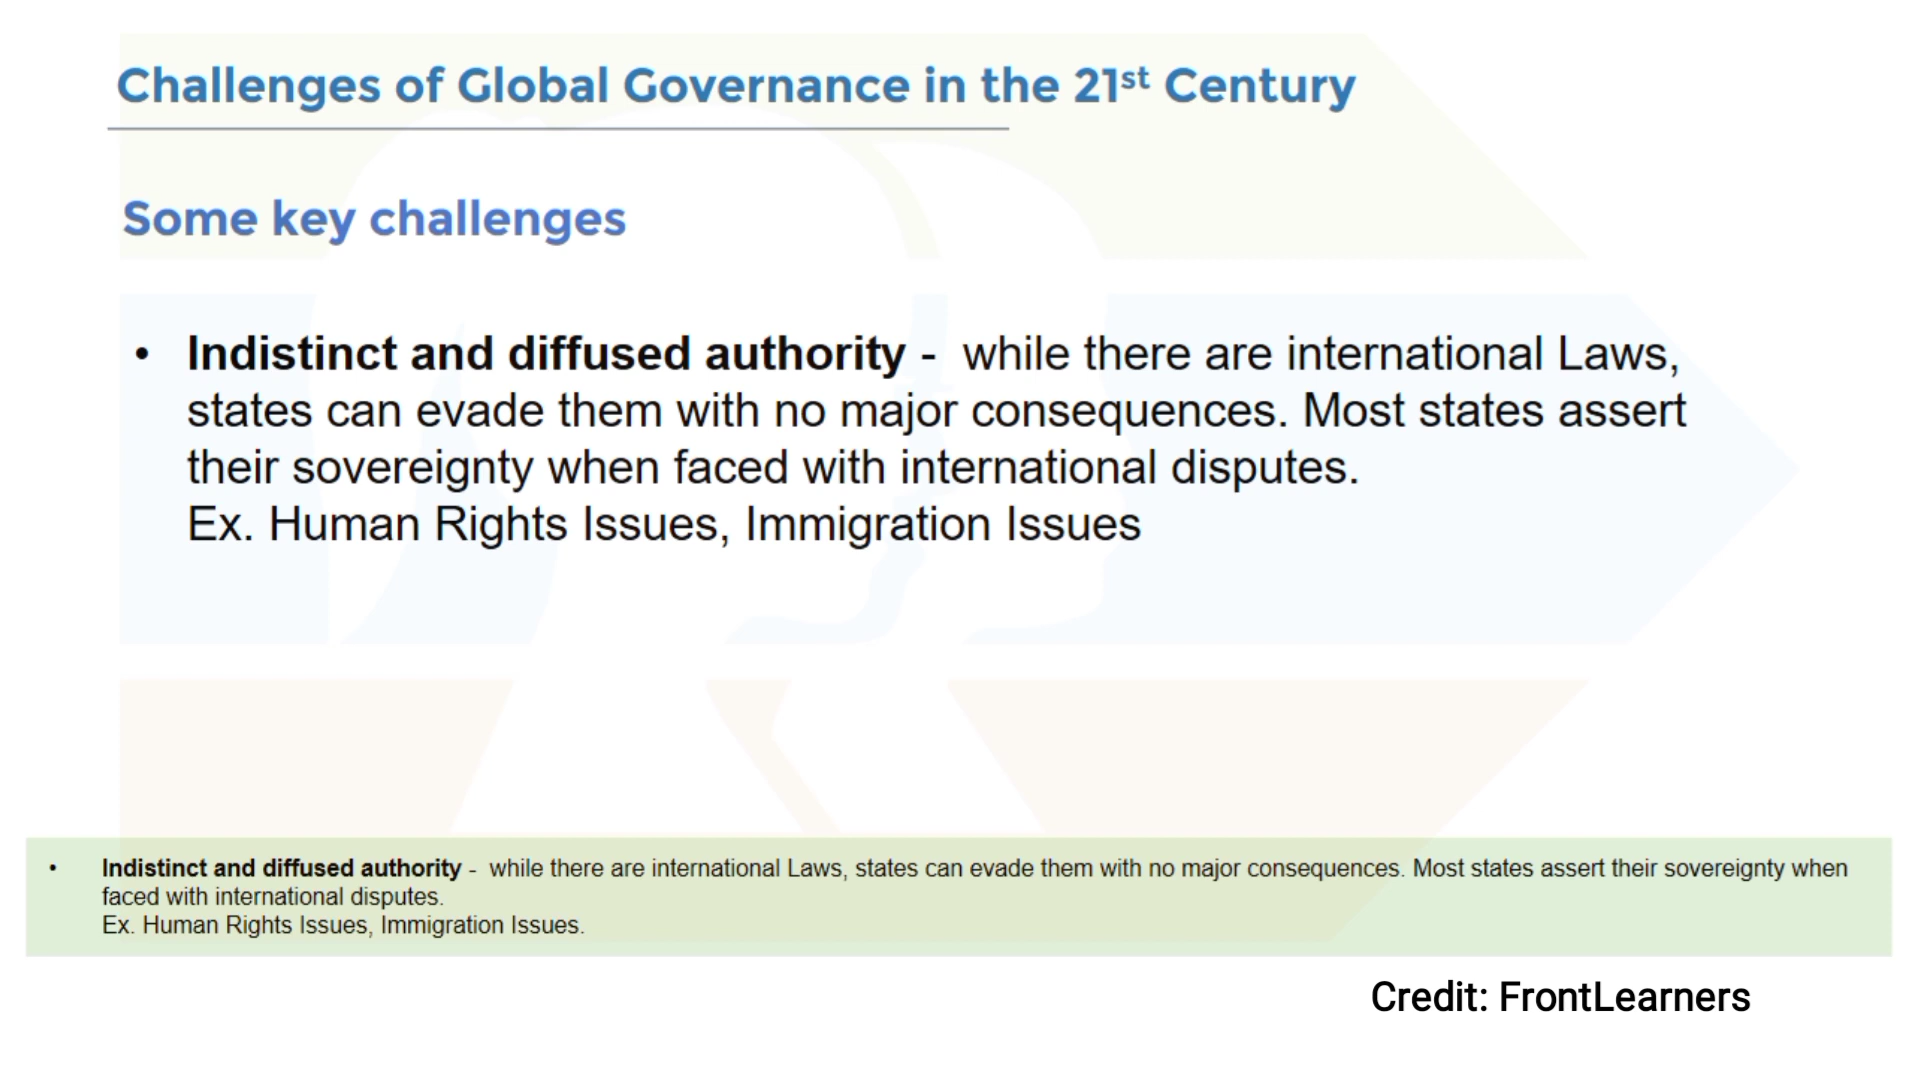 Challenges of Global Governance in the 21st Century
Some key challenges
• Indistinct and diffused authority - while there are international Laws,
states can evade them with no major consequences. Most states assert
their sovereignty when faced with international disputes.
Ex. Human Rights Issues, Immigration Issues
• Indistinct and diffused authority - while there are international Laws, states can evade them with no major consequences. Most states assert their sovereignty when
faced with international disputes.
Ex. Human Rights Issues, Immigration Issues.
Credit: FrontLearners